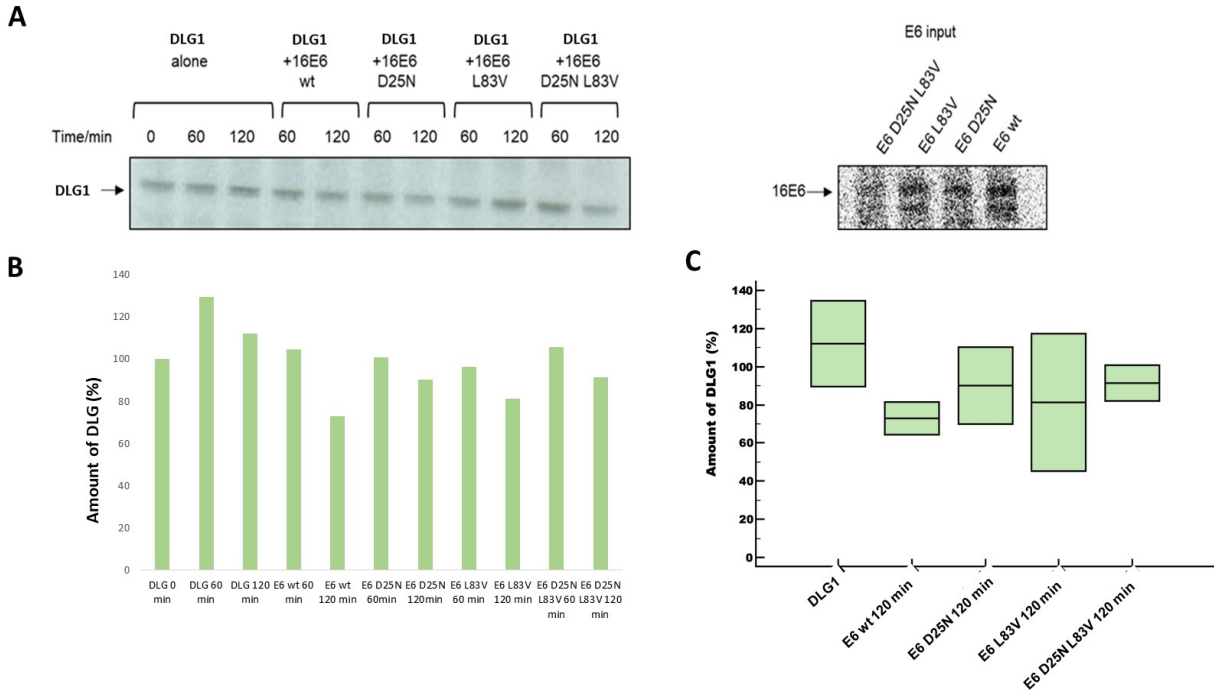 A
DLG1
alone
DLG1
+16E6
wt
DLG1
+16E6
D25N
DLG1
+16E6
L83V
DLG1
+16E6
D25N L83V
Time/min 0 60 120 60 120 60 120 60 120 60 120
DLG1
E6 input
E6 D25N L83V
E6 L83V
E6 D25N
E6 wt
16E6
B
Amount of DLG (%)
140
120
100
80
60
40
20
0
DLG 0
min
DLG 60
min
DLG 120
min
E6 wt 60
min
E6 wt
120 min
E6 D25N
60min
E6 D25N
120min
E6 L83V
60 min
E6 L83V
120 min
E6 D25N
L83V 60
min
E6 D25N
L83V 120
min
C
Amount of DLG1 (%)
140
120
100
80
60
40
20
0
DLG1
E6 wt 120 min
E6 D25N 120 min
E6 L83V 120 min
E6 D25N L83V 120 min